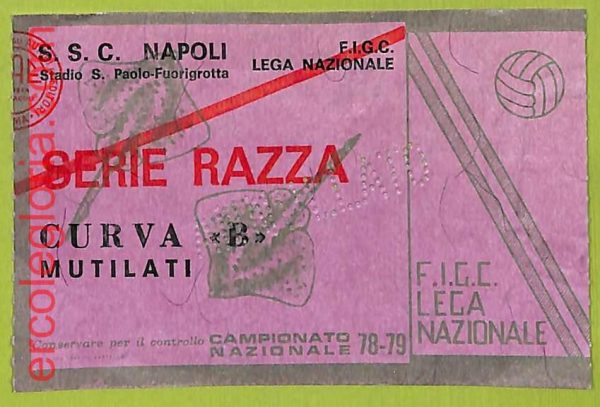 S. S. C. NAPOLI
Stadio S. Paolo-Fuorigrotta
F.I.G.C.
LEGA NAZIONALE
SERIE RAZZA
CURVA «B»
MUTILATI
Conservare per il controllo
CAMPIONATO
NAZIONALE 78-79
F.I.G.C.
LEGA
NAZIONALE
ercolegloria.com